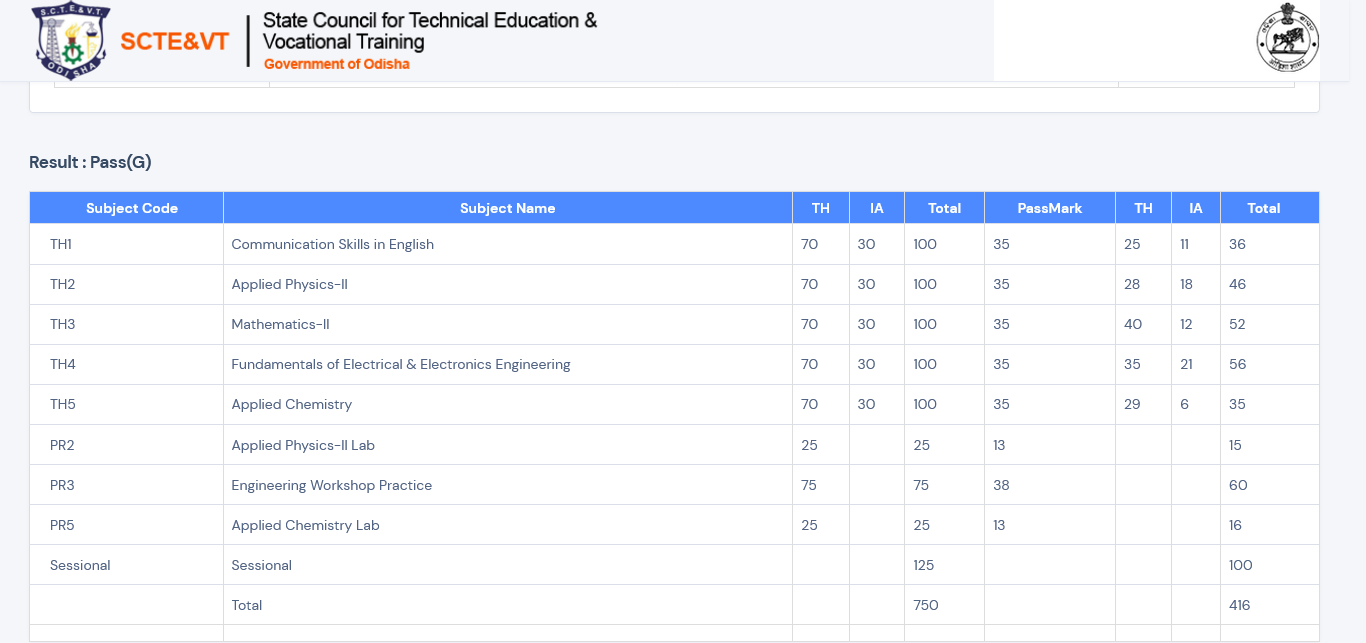 S.C.T.E.& V.T.
ODISHA
SCTE&VT
State Council for Technical Education &
Vocational Training
Government of Odisha
Result : Pass(G)
Subject Code Subject Name TH IA Total PassMark TH IA Total
TH1 Communication Skills in English 70 30 100 35 25 11 36
TH2 Applied Physics-II 70 30 100 35 28 18 46
TH3 Mathematics-II 70 30 100 35 40 12 52
TH4 Fundamentals of Electrical & Electronics Engineering 70 30 100 35 35 21 56
TH5 Applied Chemistry 70 30 100 35 29 6 35
PR2 Applied Physics-II Lab 25 25 13 15
PR3 Engineering Workshop Practice 75 75 38 60
PR5 Applied Chemistry Lab 25 25 13 16
Sessional Sessional 125 100
Total 750 416